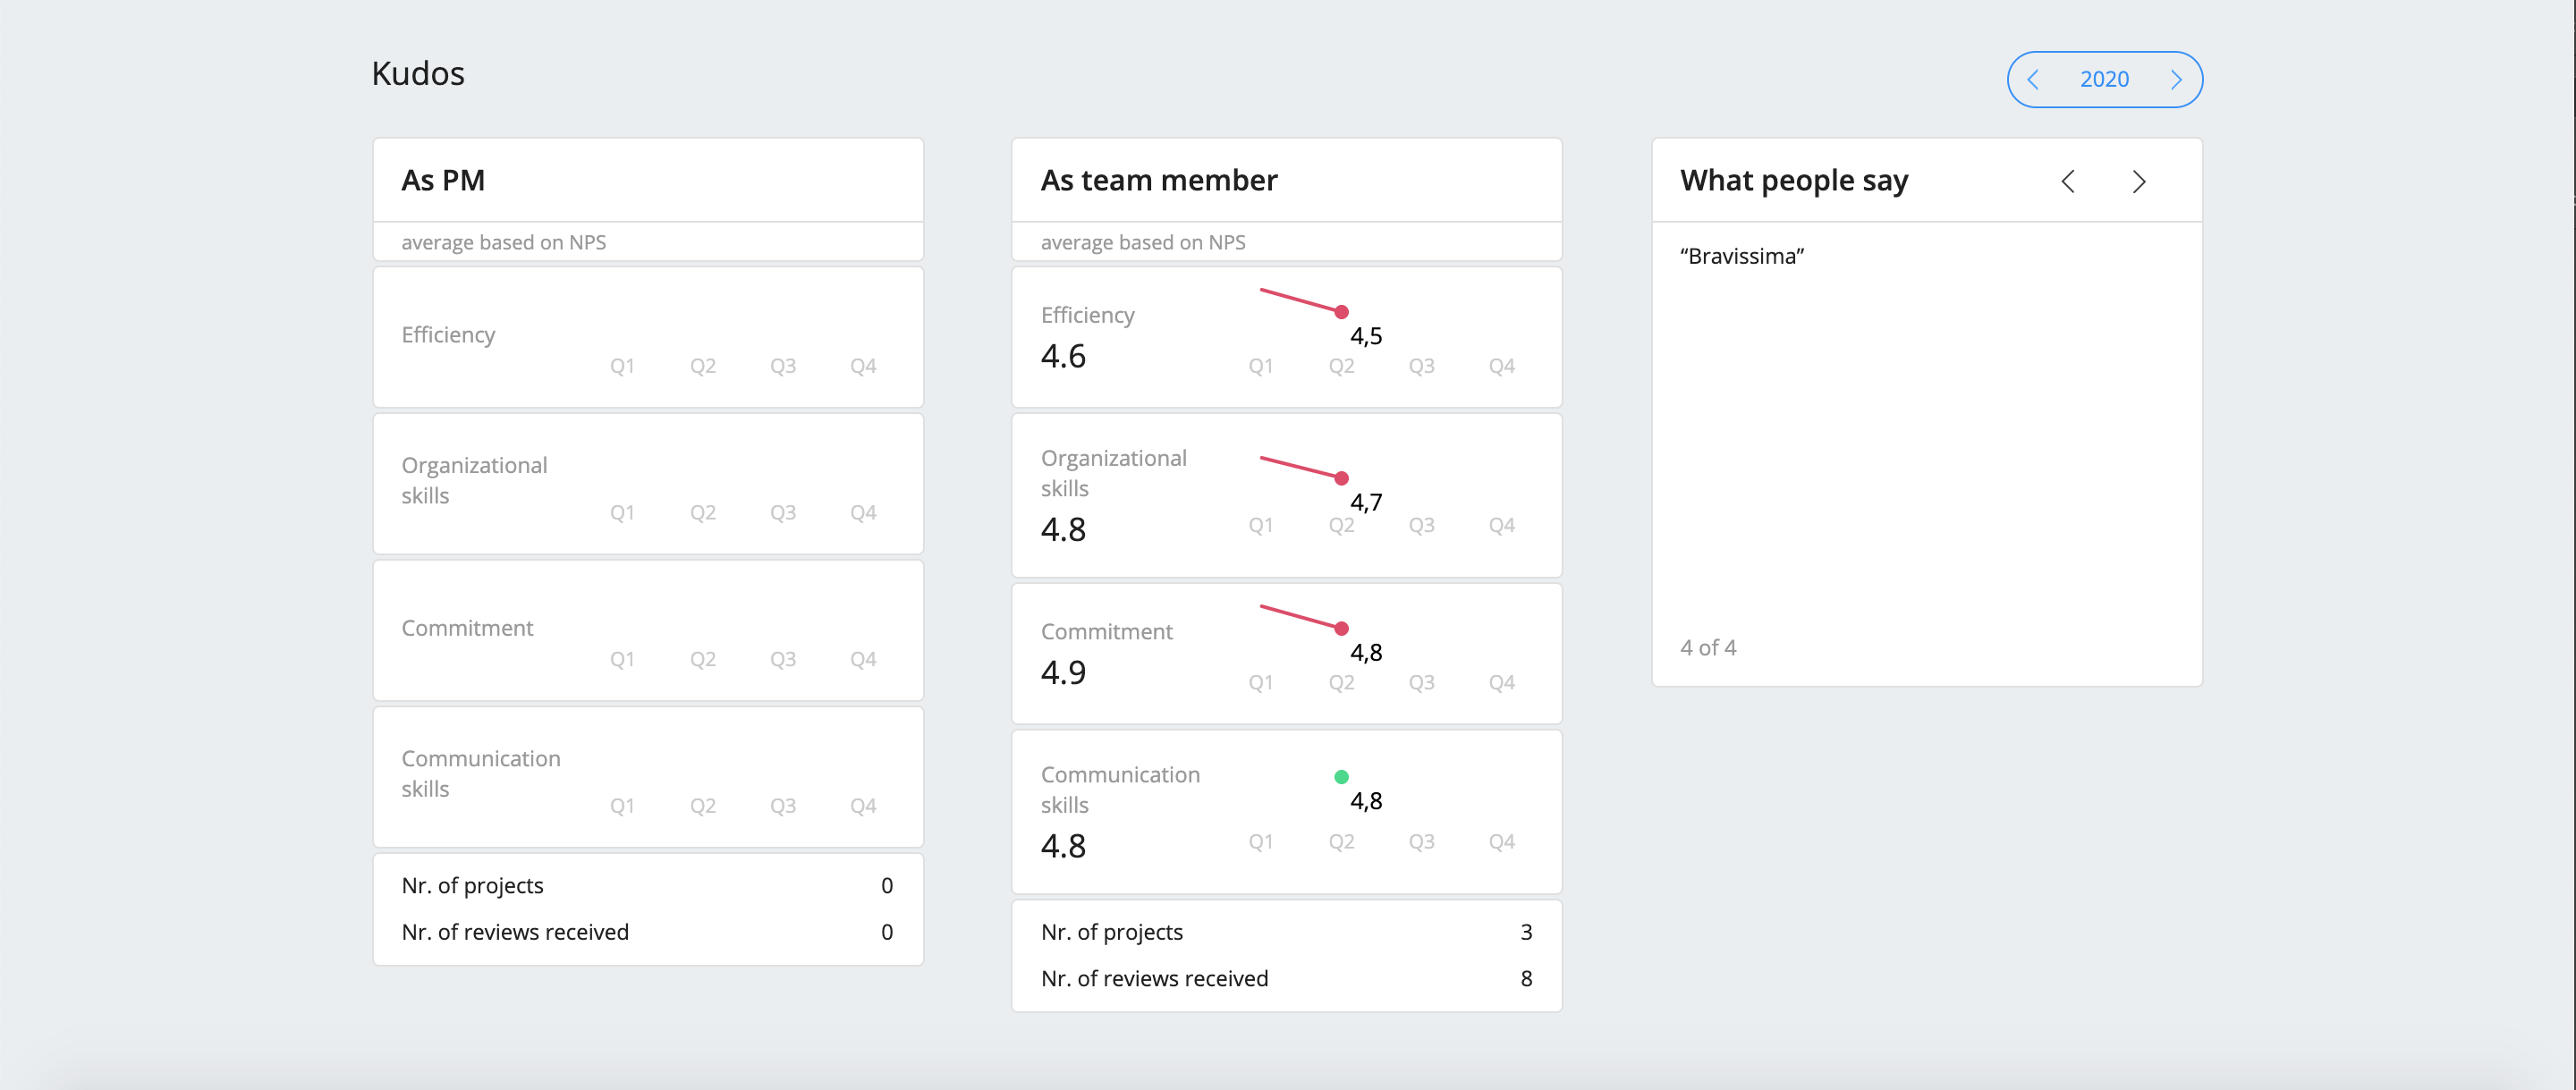 Kudos
2020
As PM
average based on NPS
Efficiency
Q1 Q2 Q3 Q4
Organizational
skills
Q1 Q2 Q3 Q4
Commitment
Q1 Q2 Q3 Q4
Communication
skills
Q1 Q2 Q3 Q4
Nr. of projects 0
Nr. of reviews received 0
As team member
average based on NPS
Efficiency
4.6
4,5
Q1 Q2 Q3 Q4
Organizational
skills
4.8
4,7
Q1 Q2 Q3 Q4
Commitment
4.9
4,8
Q1 Q2 Q3 Q4
Communication
skills
4.8
4,8
Q1 Q2 Q3 Q4
Nr. of projects 3
Nr. of reviews received 8
What people say
“Bravissima”
4 of 4